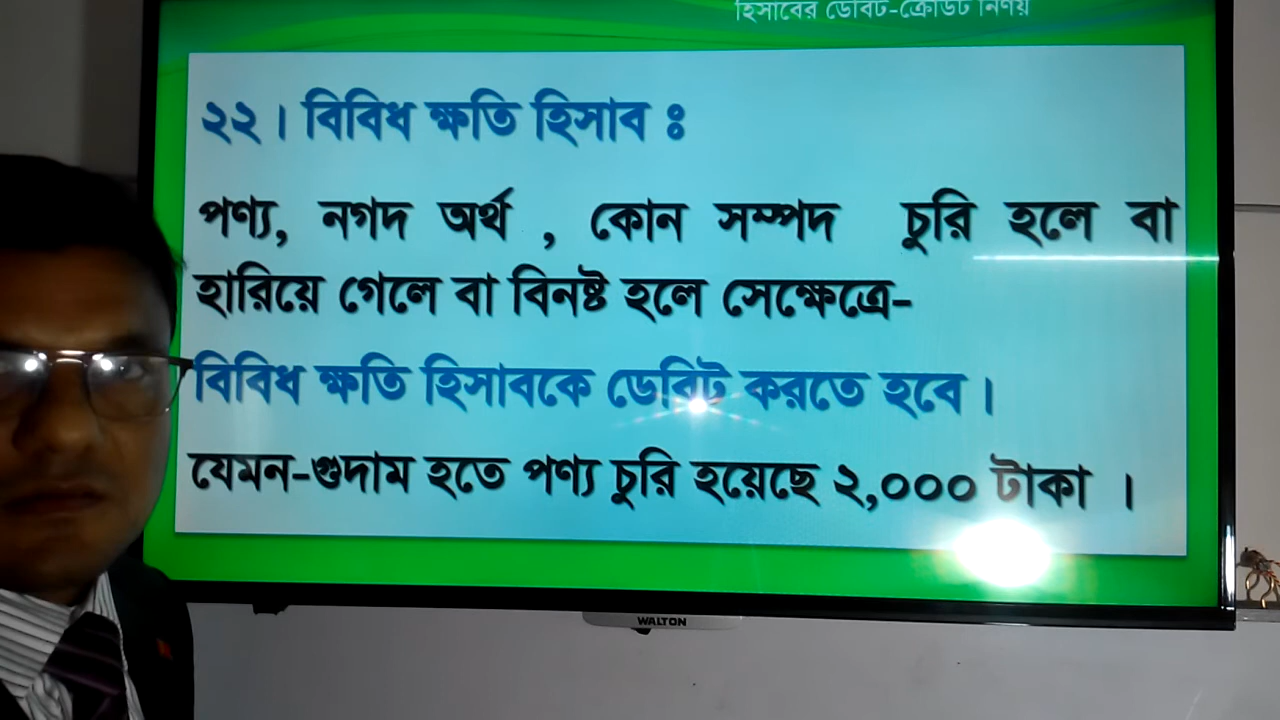 হিসাবের ডেবিট-ক্রেডিট নির্ণয়
২২। বিবিধ ক্ষতি হিসাব ঃ
পণ্য, নগদ অর্থ , কোন সম্পদ চুরি হলে বা
হারিয়ে গেলে বা বিনষ্ট হলে সেক্ষেত্রে-
বিবিধ ক্ষতি হিসাবকে ডেবিট করতে হবে।
যেমন-গুদাম হতে পণ্য চুরি হয়েছে ২,০০০ টাকা ।
WALTON